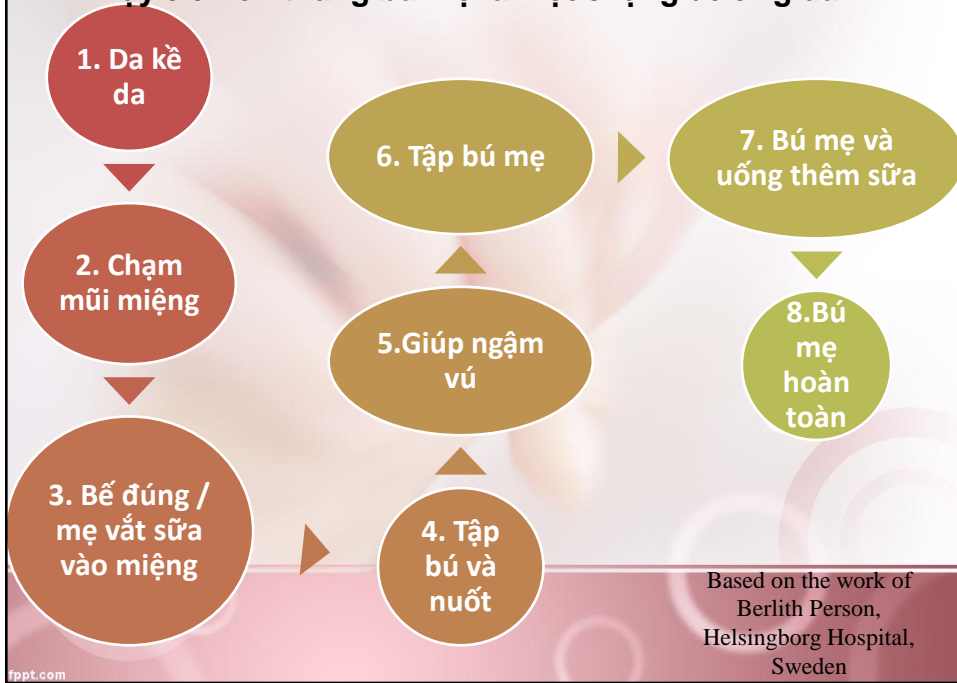 1. Da kề
da
2. Chạm
mũi miệng
3. Bế đúng /
mẹ vắt sữa
vào miệng
4. Tập
bú và
nuốt
5.Giúp ngậm
vú
6. Tập bú mẹ
7. Bú mẹ và
uống thêm sữa
8.Bú
mẹ
hoàn
toàn
Based on the work of
Berlith Person,
Helsingborg Hospital,
Sweden
fppt.com